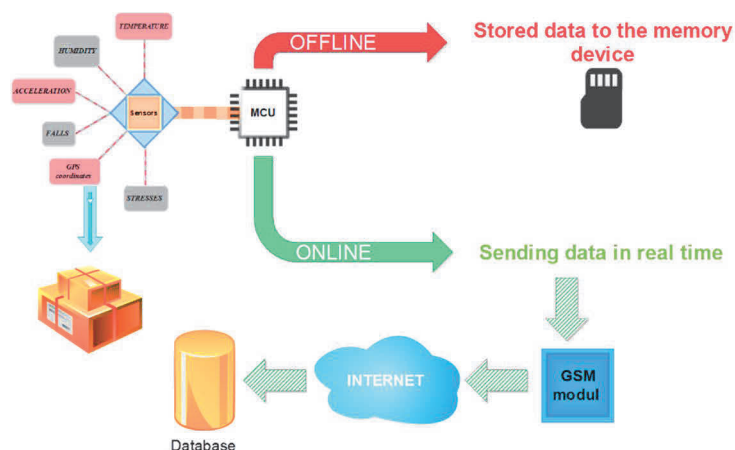 TEMPERATURE
HUMIDITY
ACCELERATION
FALLS
GPS
coordinates
STRESSES
Sensors
MCU
OFFLINE
Stored data to the memory
device
ONLINE
Sending data in real time
GSM
modul
INTERNET
Database